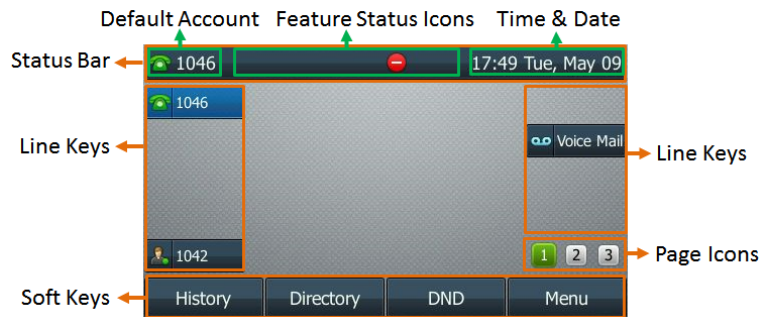 Default Account Feature Status Icons Time & Date
Status Bar 1046 17:49 Tue, May 09
1046
Line Keys Voice Mail Line Keys
1042 1 2 3 Page Icons
Soft Keys History Directory DND Menu